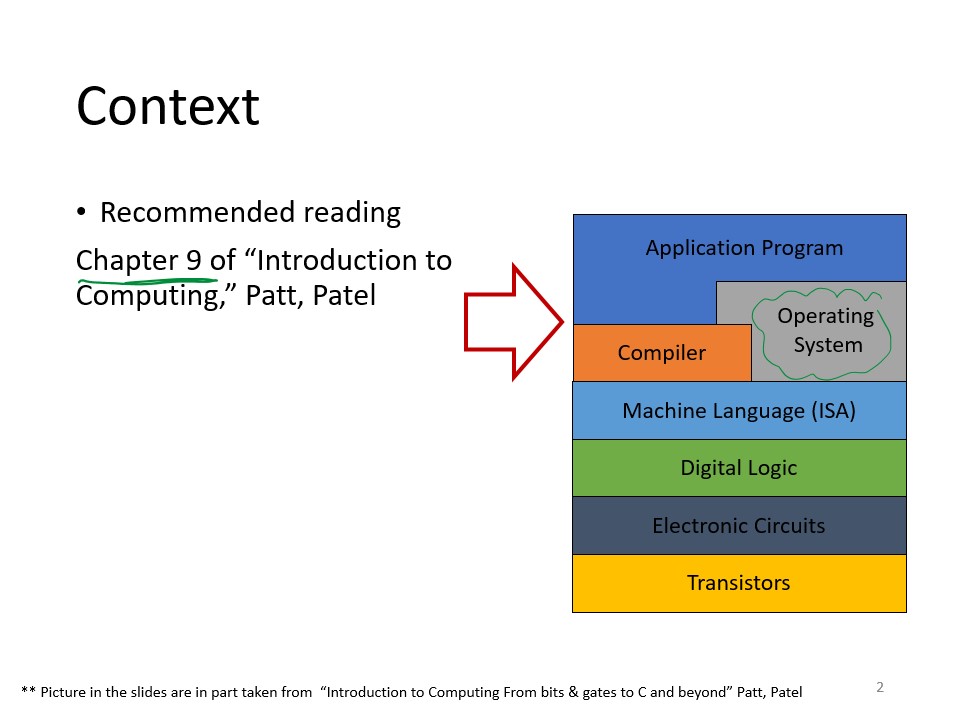 Context
• Recommended reading
Chapter 9 of “Introduction to
Computing,” Patt, Patel
Application Program
Operating
System
Compiler
Machine Language (ISA)
Digital Logic
Electronic Circuits
Transistors
** Picture in the slides are in part taken from “Introduction to Computing From bits & gates to C and beyond” Patt, Patel
2